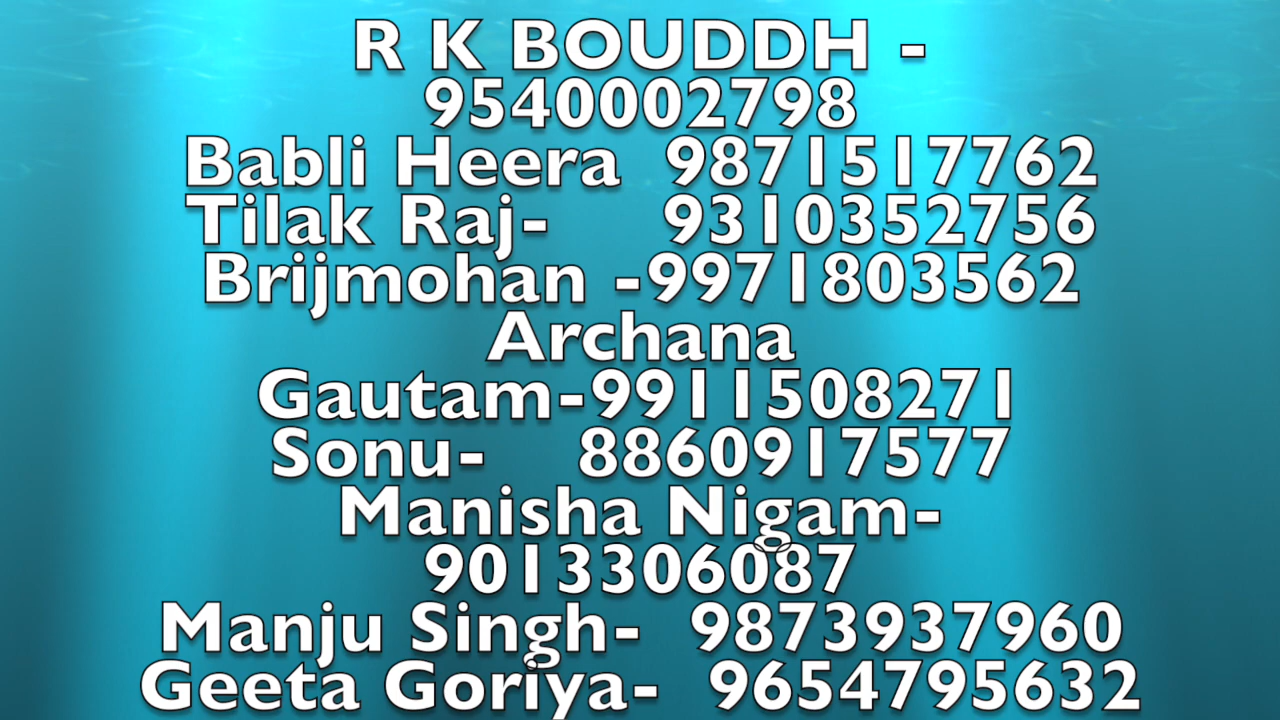 R K BOUDDH -
9540002798
Babli Heera 9871517762
Tilak Raj- 9310352756
Brijmohan -9971803562
Archana
Gautam-9911508271
Sonu- 8860917577
Manisha Nigam-
9013306087
Manju Singh- 9873937960
Geeta Goriya- 9654795632